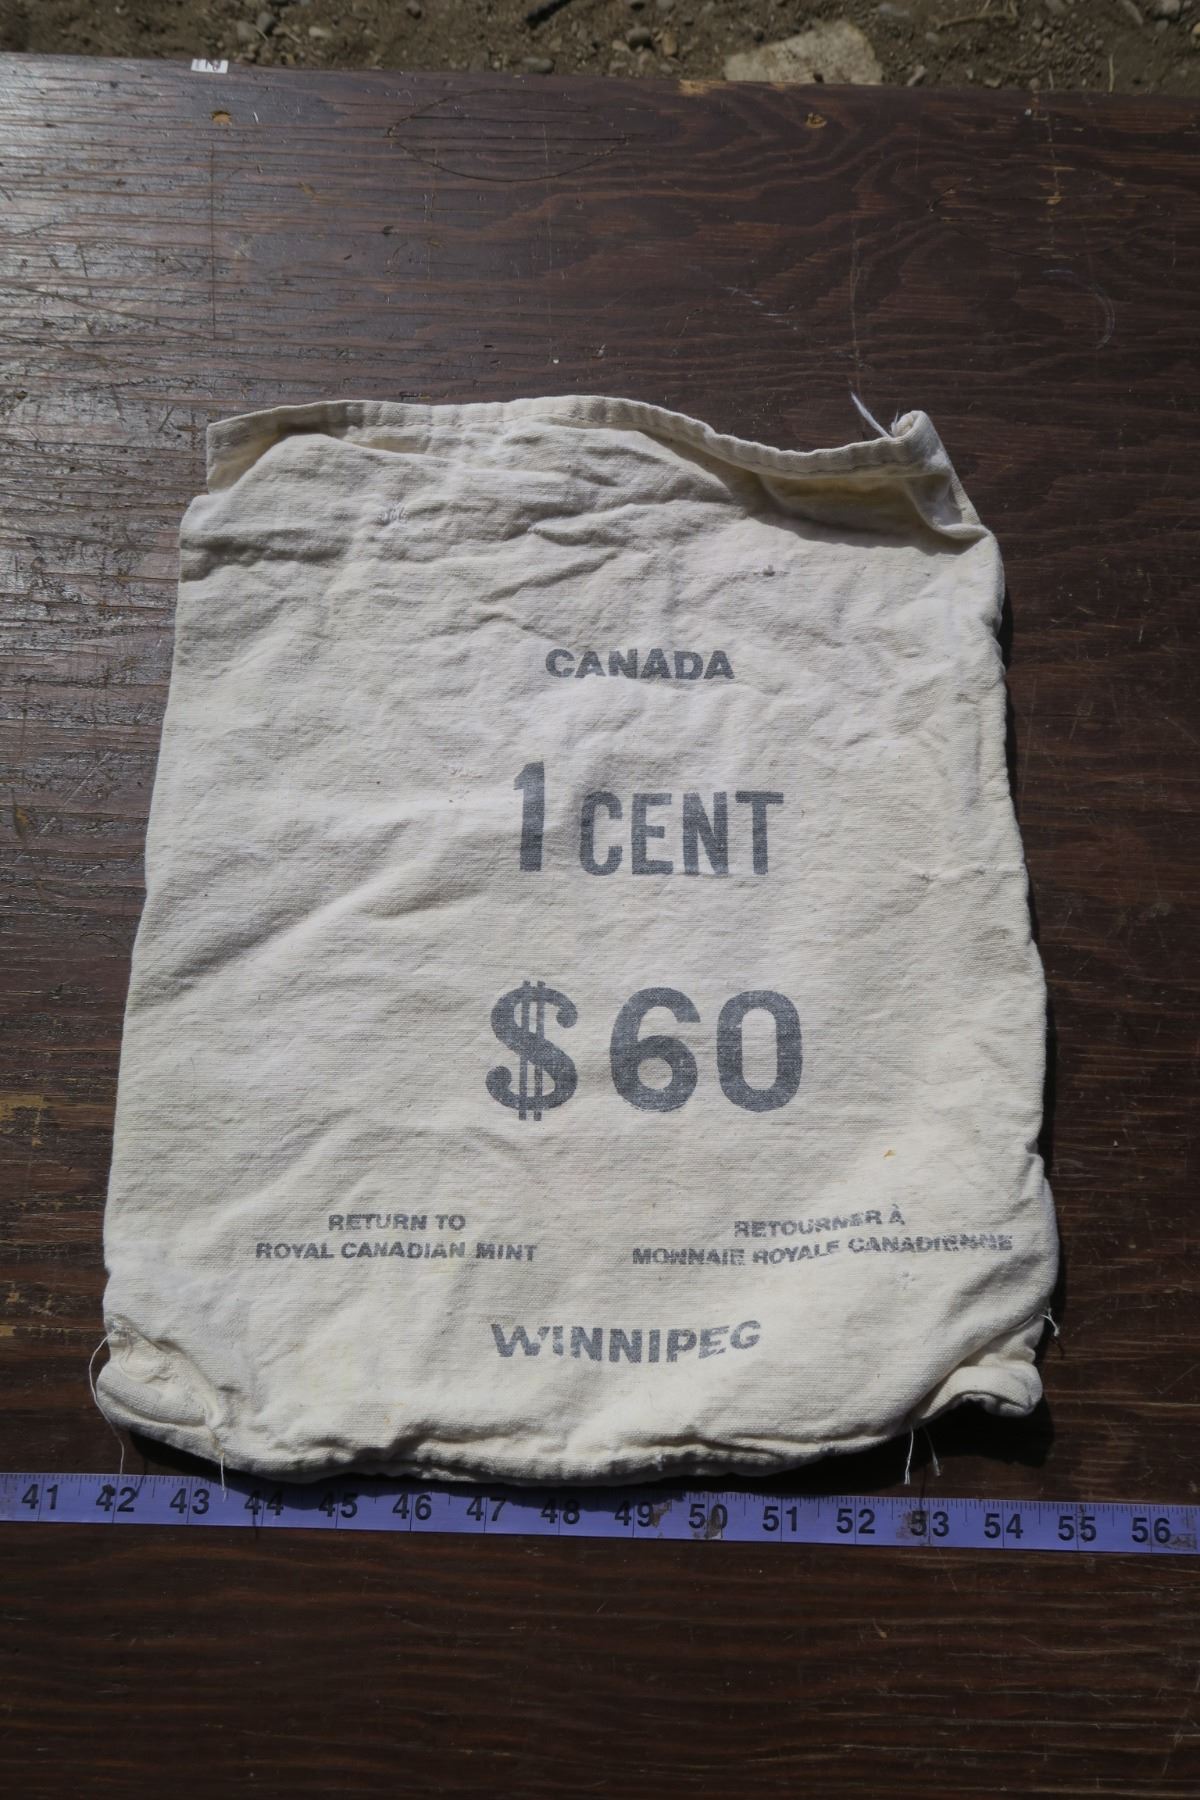 CANADA
1 CENT
$60
RETURN TO
ROYAL CANADIAN MINT
RETOURNER À
MONNAIE ROYALE CANADIENNE
WINNIPEG
41 42 43 44 45 46 47 48 49 50 51 52 53 54 55 56